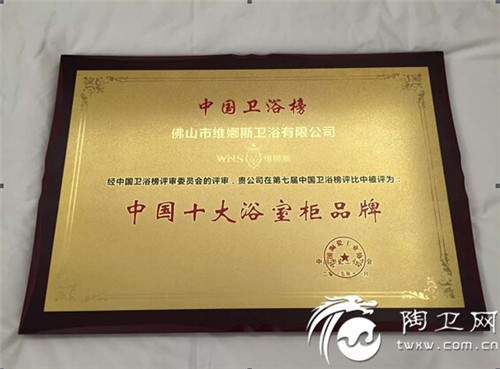 中国卫浴榜
佛山市维娜斯卫浴有限公司
WNS 维娜斯
经中国卫浴榜评审委员会的评审,贵公司在第七届中国卫浴榜评比中被评为:
中国十大浴室柜品牌
陶卫网
www.twxw.com.cn